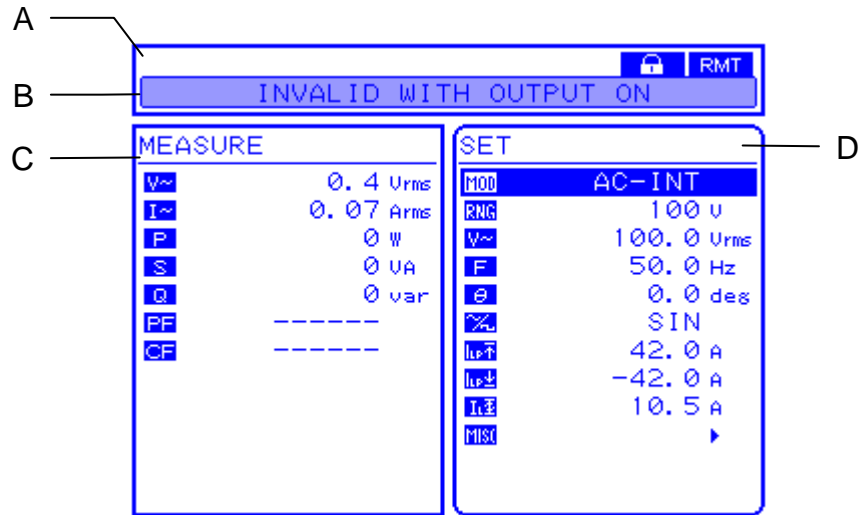 A
RMT
B
INVALID WITH OUTPUT ON
C
MEASURE
V~ 0.4 Vrms
I~ 0.07 Arms
P 0 W
S 0 VA
Q 0 var
PF ------
CF ------
D
SET
MOD AC-INT
RNG 100 V
V~ 100.0 Vrms
F 50.0 Hz
θ 0.0 deg
SIN
42.0 A
-42.0 A
10.5 A
MISC